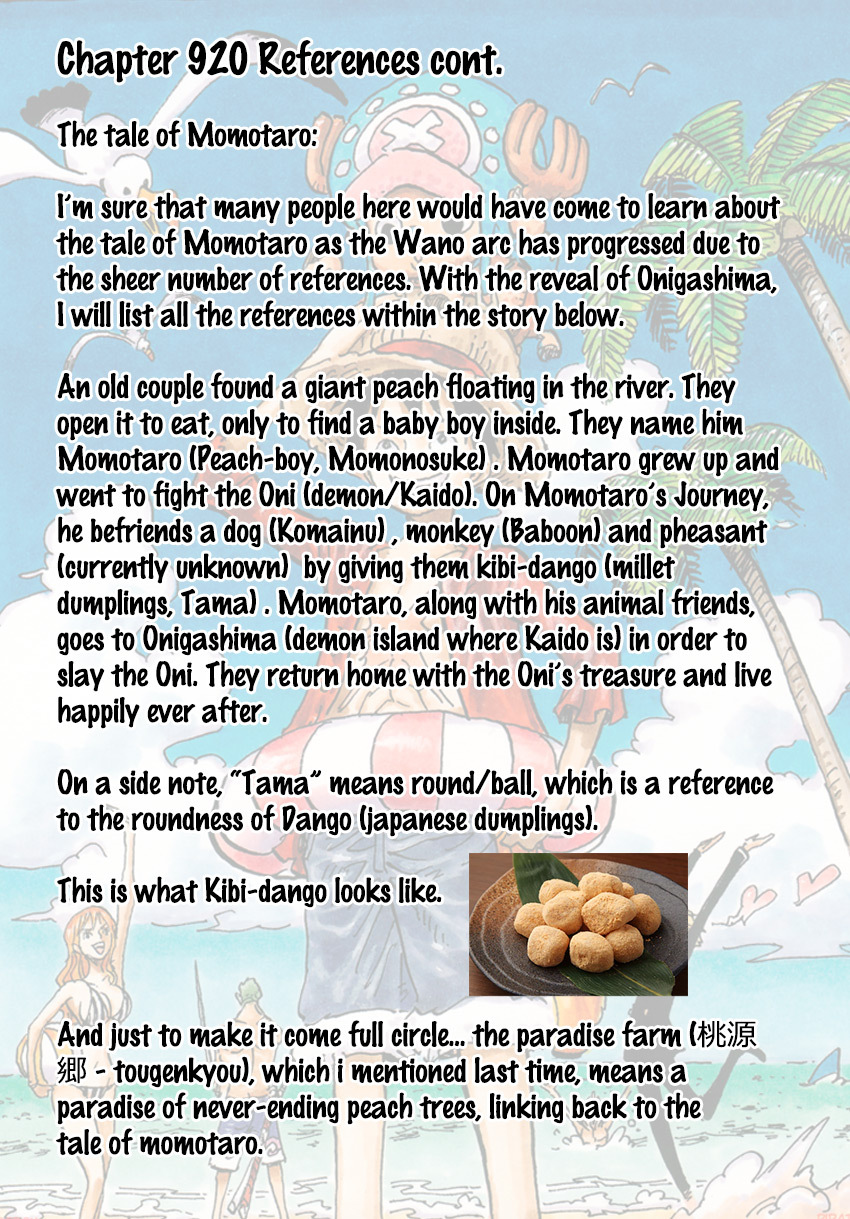 Chapter 920 References cont.
The tale of Momotaro:
I'm sure that many people here would have come to learn about
the tale of Momotaro as the Wano arc has progressed due to
the sheer number of references. With the reveal of Onigashima,
I will list all the references within the story below.
An old couple found a giant peach floating in the river. They
open it to eat, only to find a baby boy inside. They name him
Momotaro (Peach-boy, Momonosuke) . Momotaro grew up and
went to fight the Oni (demon/Kaido). On Momotaro's Journey,
he befriends a dog (Komainu) , monkey (Baboon) and pheasant
(currently unknown)  by giving them kibi-dango (millet
dumplings, Tama) . Momotaro, along with his animal friends,
goes to Onigashima (demon island where Kaido is) in order to
slay the Oni. They return home with the Oni's treasure and live
happily ever after.
On a side note, "Tama" means round/ball, which is a reference
to the roundness of Dango (japanese dumplings).
This is what Kibi-dango looks like.
And just to make it come full circle... the paradise farm (桃源
郷 - tougenkyou), which i mentioned last time, means a
paradise of never-ending peach trees, linking back to the
tale of momotaro.